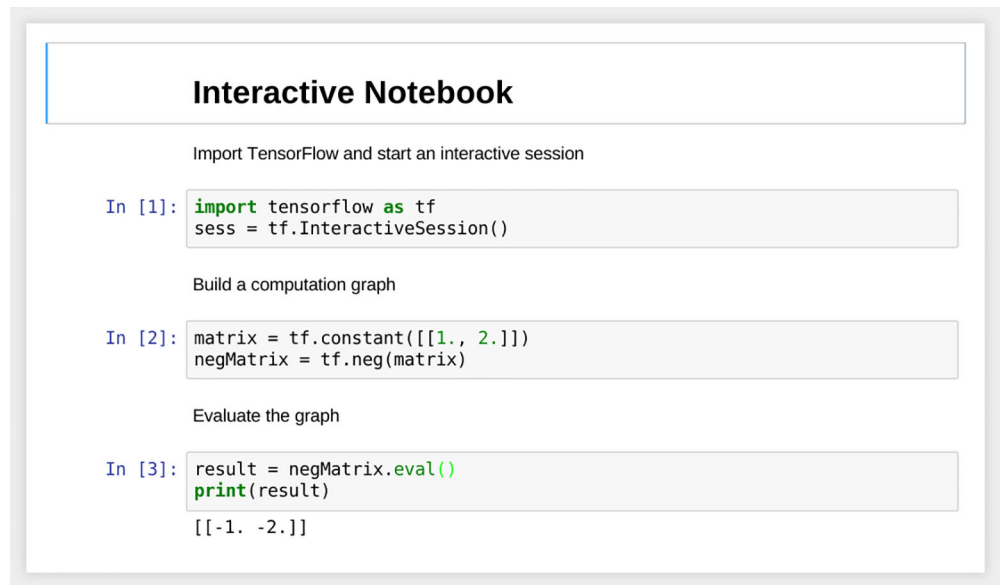 Interactive Notebook
Import TensorFlow and start an interactive session
In [1]: import tensorflow as tf
sess = tf.InteractiveSession()
Build a computation graph
In [2]: matrix = tf.constant([[1., 2.]])
negMatrix = tf.neg(matrix)
Evaluate the graph
In [3]: result = negMatrix.eval()
print(result)
[[-1. -2.]]